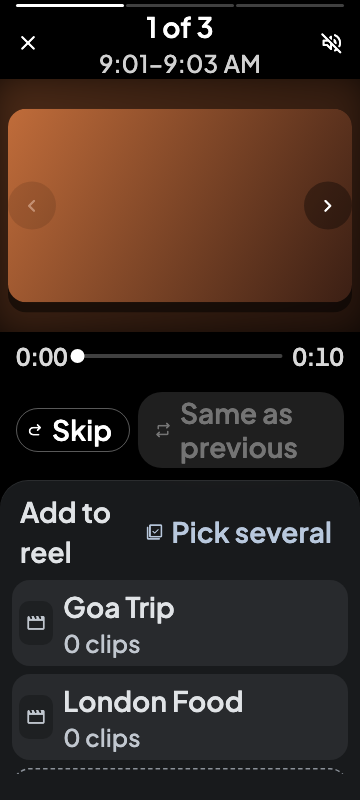 1 of 3
9:01–9:03 AM
0:00
0:10
Skip
Same as
previous
Add to
reel
Pick several
Goa Trip
0 clips
London Food
0 clips